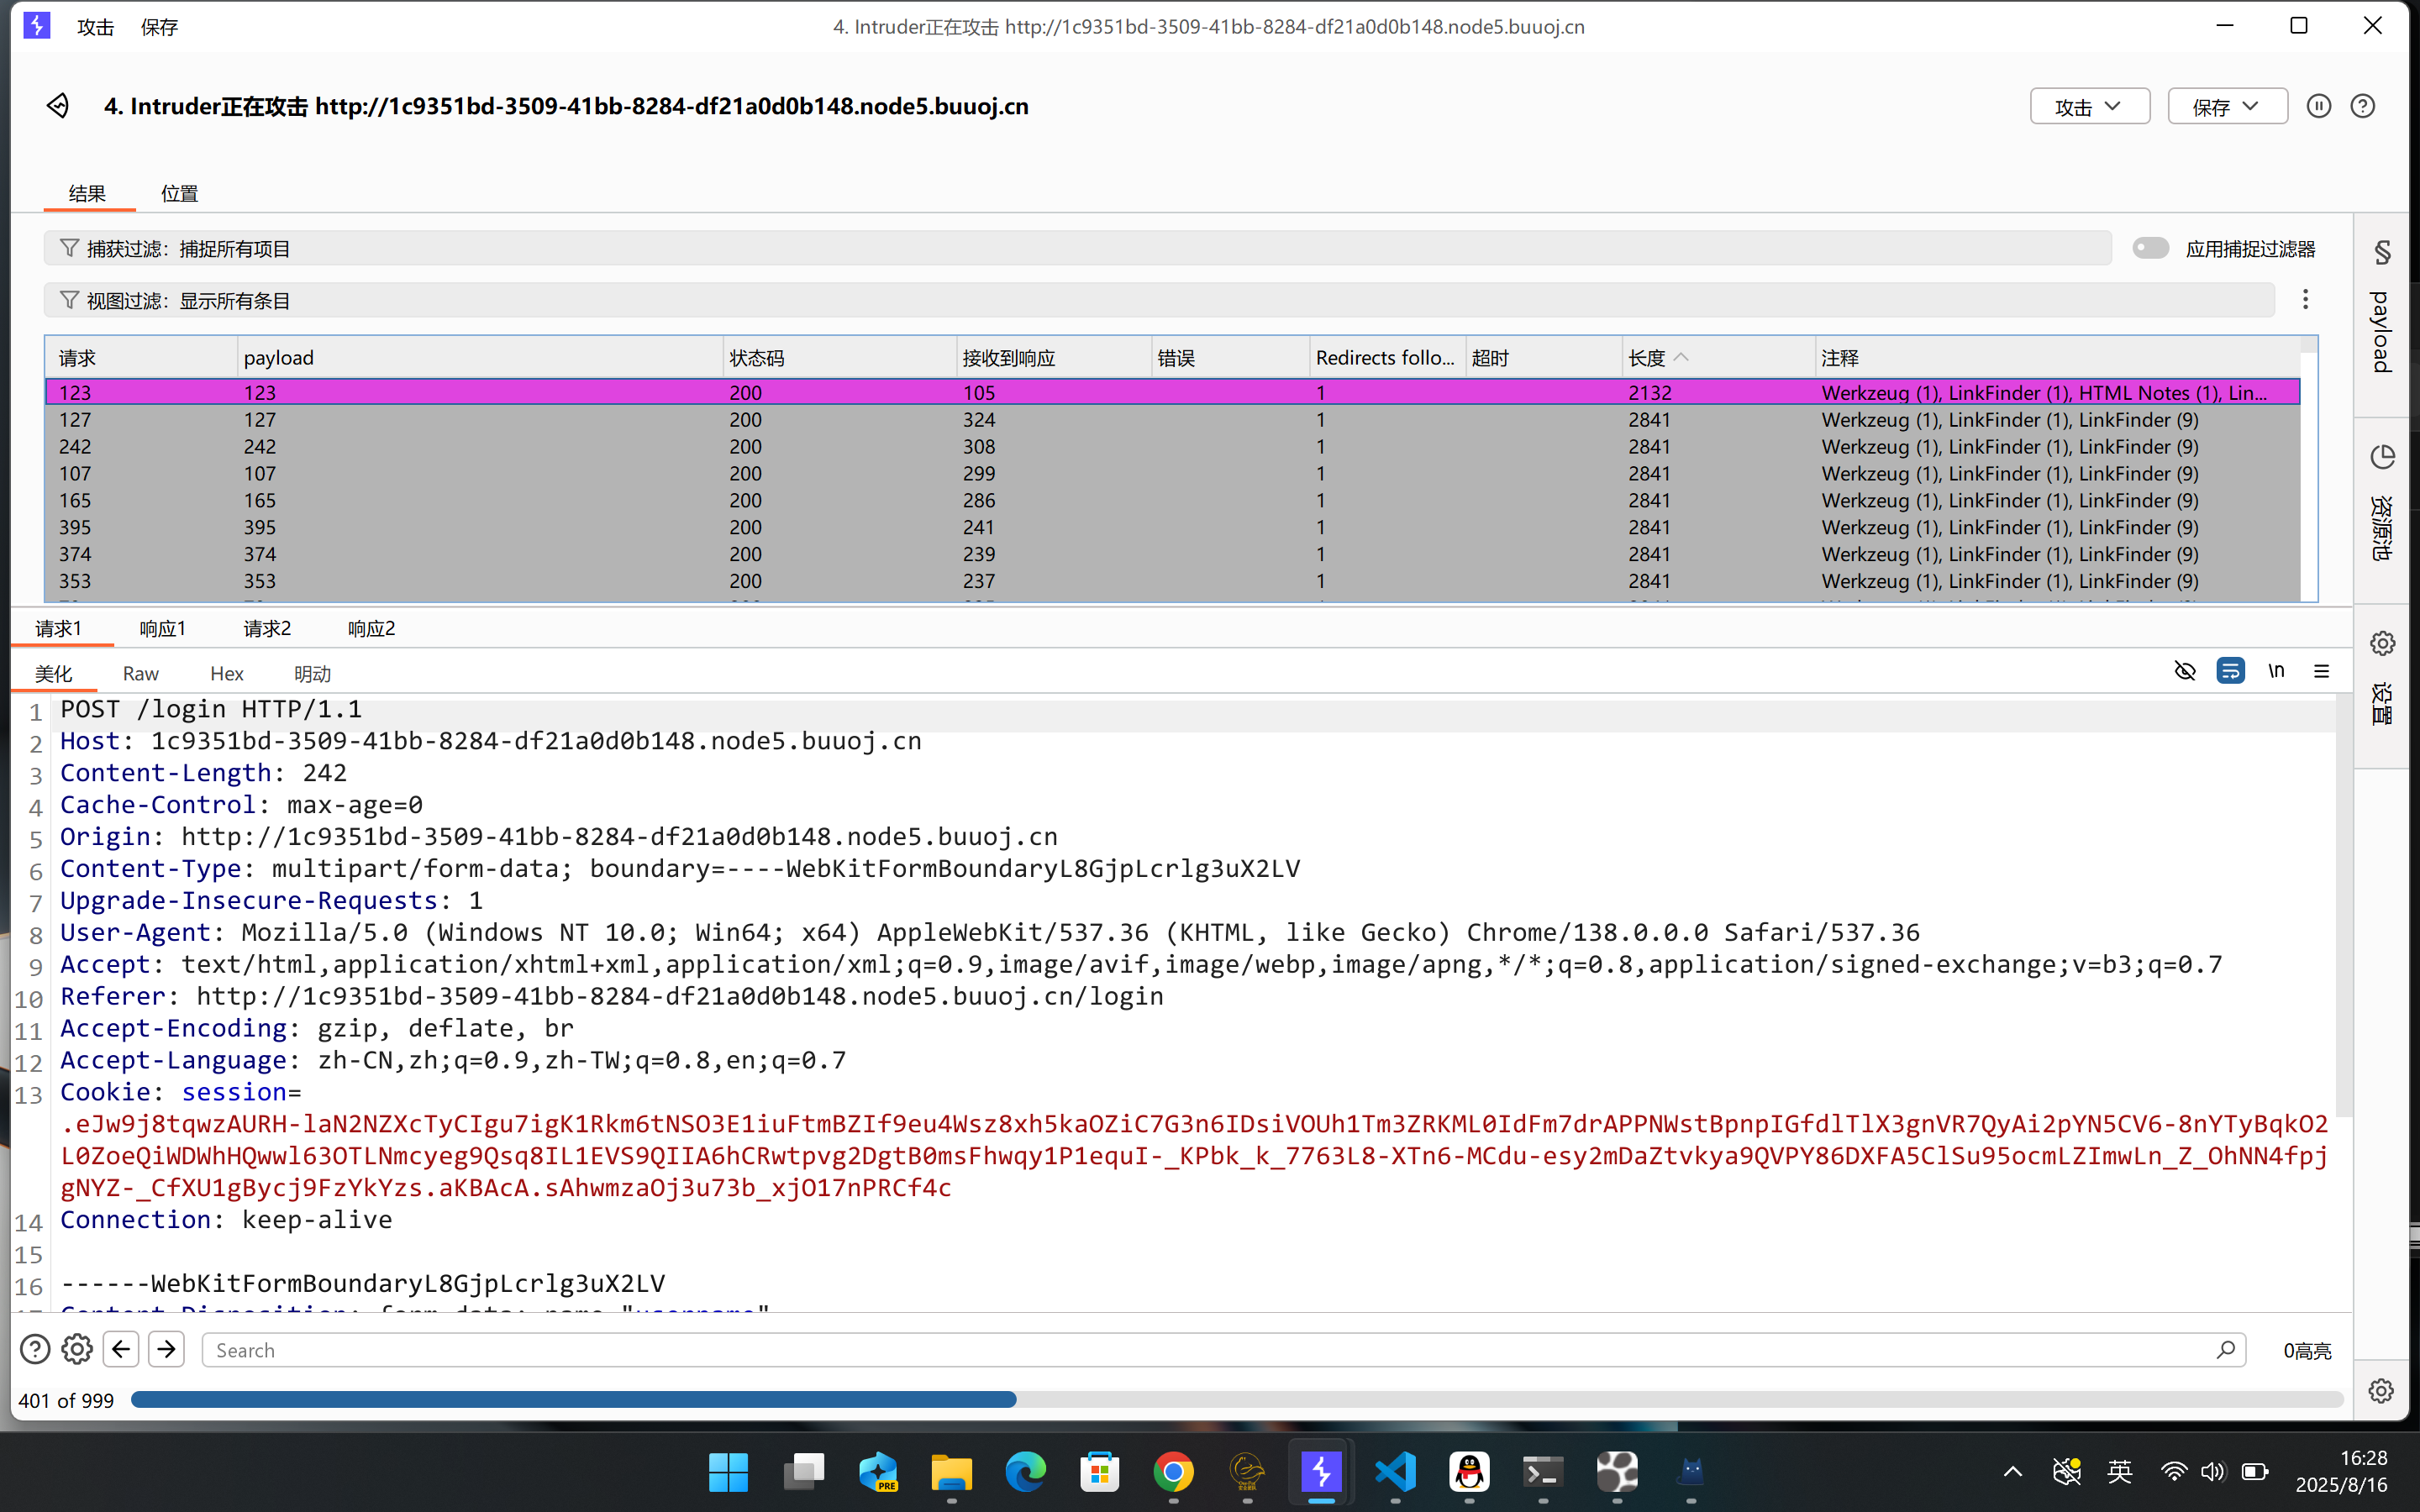 攻击 保存 4. Intruder正在攻击 http://1c9351bd-3509-41bb-8284-df21a0d0b148.node5.buuoj.cn
4. Intruder正在攻击 http://1c9351bd-3509-41bb-8284-df21a0d0b148.node5.buuoj.cn 攻击 保存
结果 位置
捕获过滤：捕捉所有项目 应用捕捉过滤器
视图过滤：显示所有条目
请求 payload 状态码 接收到响应 错误 Redirects follo... 超时 长度 注释
123 123 200 105 1 2132 Werkzeug (1), LinkFinder (1), HTML Notes (1), Lin...
127 127 200 324 1 2841 Werkzeug (1), LinkFinder (1), LinkFinder (9)
242 242 200 308 1 2841 Werkzeug (1), LinkFinder (1), LinkFinder (9)
107 107 200 299 1 2841 Werkzeug (1), LinkFinder (1), LinkFinder (9)
165 165 200 286 1 2841 Werkzeug (1), LinkFinder (1), LinkFinder (9)
395 395 200 241 1 2841 Werkzeug (1), LinkFinder (1), LinkFinder (9)
374 374 200 239 1 2841 Werkzeug (1), LinkFinder (1), LinkFinder (9)
353 353 200 237 1 2841 Werkzeug (1), LinkFinder (1), LinkFinder (9)
§ payload
资源池
设置
请求1 响应1 请求2 响应2
美化 Raw Hex 明动 \n
1 POST /login HTTP/1.1
2 Host: 1c9351bd-3509-41bb-8284-df21a0d0b148.node5.buuoj.cn
3 Content-Length: 242
4 Cache-Control: max-age=0
5 Origin: http://1c9351bd-3509-41bb-8284-df21a0d0b148.node5.buuoj.cn
6 Content-Type: multipart/form-data; boundary=----WebKitFormBoundaryL8GjpLcrlg3uX2LV
7 Upgrade-Insecure-Requests: 1
8 User-Agent: Mozilla/5.0 (Windows NT 10.0; Win64; x64) AppleWebKit/537.36 (KHTML, like Gecko) Chrome/138.0.0.0 Safari/537.36
9 Accept: text/html,application/xhtml+xml,application/xml;q=0.9,image/avif,image/webp,image/apng,*/*;q=0.8,application/signed-exchange;v=b3;q=0.7
10 Referer: http://1c9351bd-3509-41bb-8284-df21a0d0b148.node5.buuoj.cn/login
11 Accept-Encoding: gzip, deflate, br
12 Accept-Language: zh-CN,zh;q=0.9,zh-TW;q=0.8,en;q=0.7
13 Cookie: session=
.eJw9j8tqwzAURH-laN2NZXcTyCIgu7igK1Rkm6tNSO3E1iuFtmBZIf9eu4Wsz8xh5kaOZiC7G3n6IDsiVOUh1Tm3ZRKML0IdFm7drAPPNWstBpnpIGfdlTlX3gnVR7QyAi2pYN5CV6-8nYTyBqkO2
L0ZoeQiWDWhHQwwl63OTLNmcyeg9Qsq8IL1EVS9QIIA6hCRwtpvg2DgtB0msFhwqy1P1equI-_KPbk_k_7763L8-XTn6-MCdu-esy2mDaZtvkya9QVPY86DXFA5ClSu95ocmLZImwLn_Z_OhNN4fpj
gNYZ-_CfXU1gBycj9FzYkYzs.aKBAcA.sAhwmzaOj3u73b_xjO17nPRCf4c
14 Connection: keep-alive
15
16 ------WebKitFormBoundaryL8GjpLcrlg3uX2LV
Content-Disposition: form-data; name="username"
Search 0高亮
401 of 999
PRE
英
16:28
2025/8/16